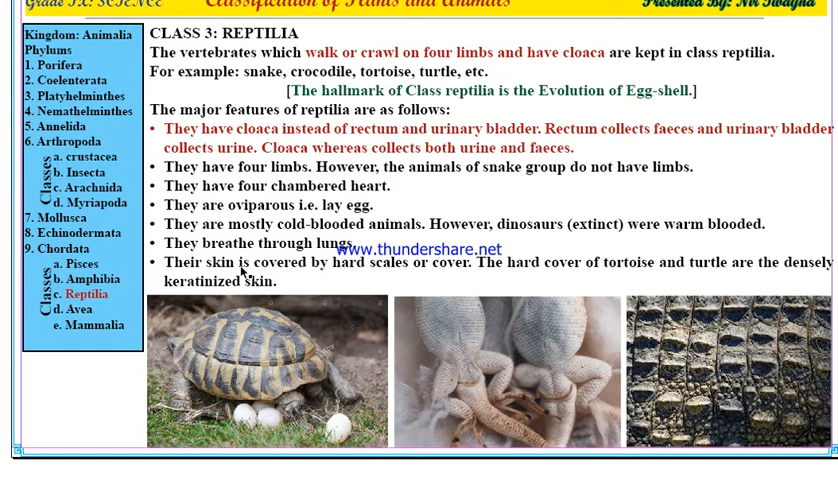 Grade IX: SCIENCE
Classification of Plants and Animals
Presented By: Nir
Kingdom: Animalia
Phylums
1. Porifera
2. Coelenterata
3. Platyhelminthes
4. Nemathelminthes
5. Annelida
6. Arthropoda
Classes
a. crustacea
b. Insecta
c. Arachnida
d. Myriapoda
7. Mollusca
8. Echinodermata
9. Chordata
Classes
a. Pisces
b. Amphibia
c. Reptilia
d. Avea
e. Mammalia
CLASS 3: REPTILIA
The vertebrates which walk or crawl on four limbs and have cloaca are kept in class reptilia.
For example: snake, crocodile, tortoise, turtle, etc.
[The hallmark of Class reptilia is the Evolution of Egg-shell.]
The major features of reptilia are as follows:
• They have cloaca instead of rectum and urinary bladder. Rectum collects faeces and urinary bladder
collects urine. Cloaca whereas collects both urine and faeces.
• They have four limbs. However, the animals of snake group do not have limbs.
• They have four chambered heart.
• They are oviparous i.e. lay egg.
• They are mostly cold-blooded animals. However, dinosaurs (extinct) were warm blooded.
• They breathe through lungs
www.thundershare.net
• Their skin is covered by hard scales or cover. The hard cover of tortoise and turtle are the densely
keratinized skin.